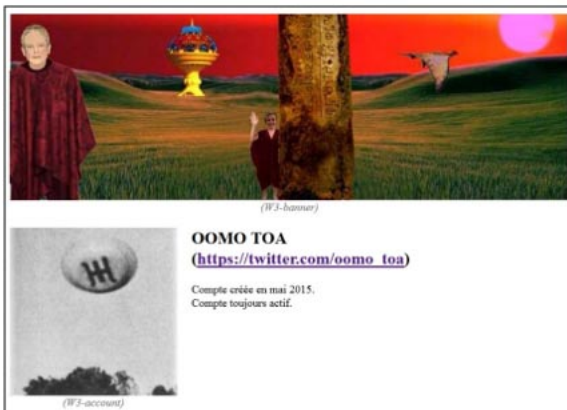 (W3-banner)
OOMO TOA
(https://twitter.com/oomo_toa)
Compte créée en mai 2015.
Compte toujours actif.
(W3-account)